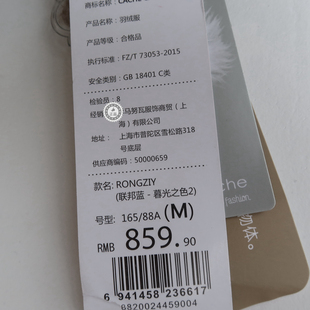 商标名称: CACHE
产品名称: 羽绒服
产品等级: 合格品
执行标准: FZ/T 73053-2015
安全类别: GB 18401 C类
检验员: 8
经销 马努瓦服饰商贸(上
海)有限公司
地址: 上海市普陀区雪松路318
号底层
供应商编码: 50000659
款名: RONGZIY
(联邦蓝-暮光之色2)
号型: 165/88A (M)
RMB 859.90
6 941458 236617
6820024459004
che
fashion
物体。